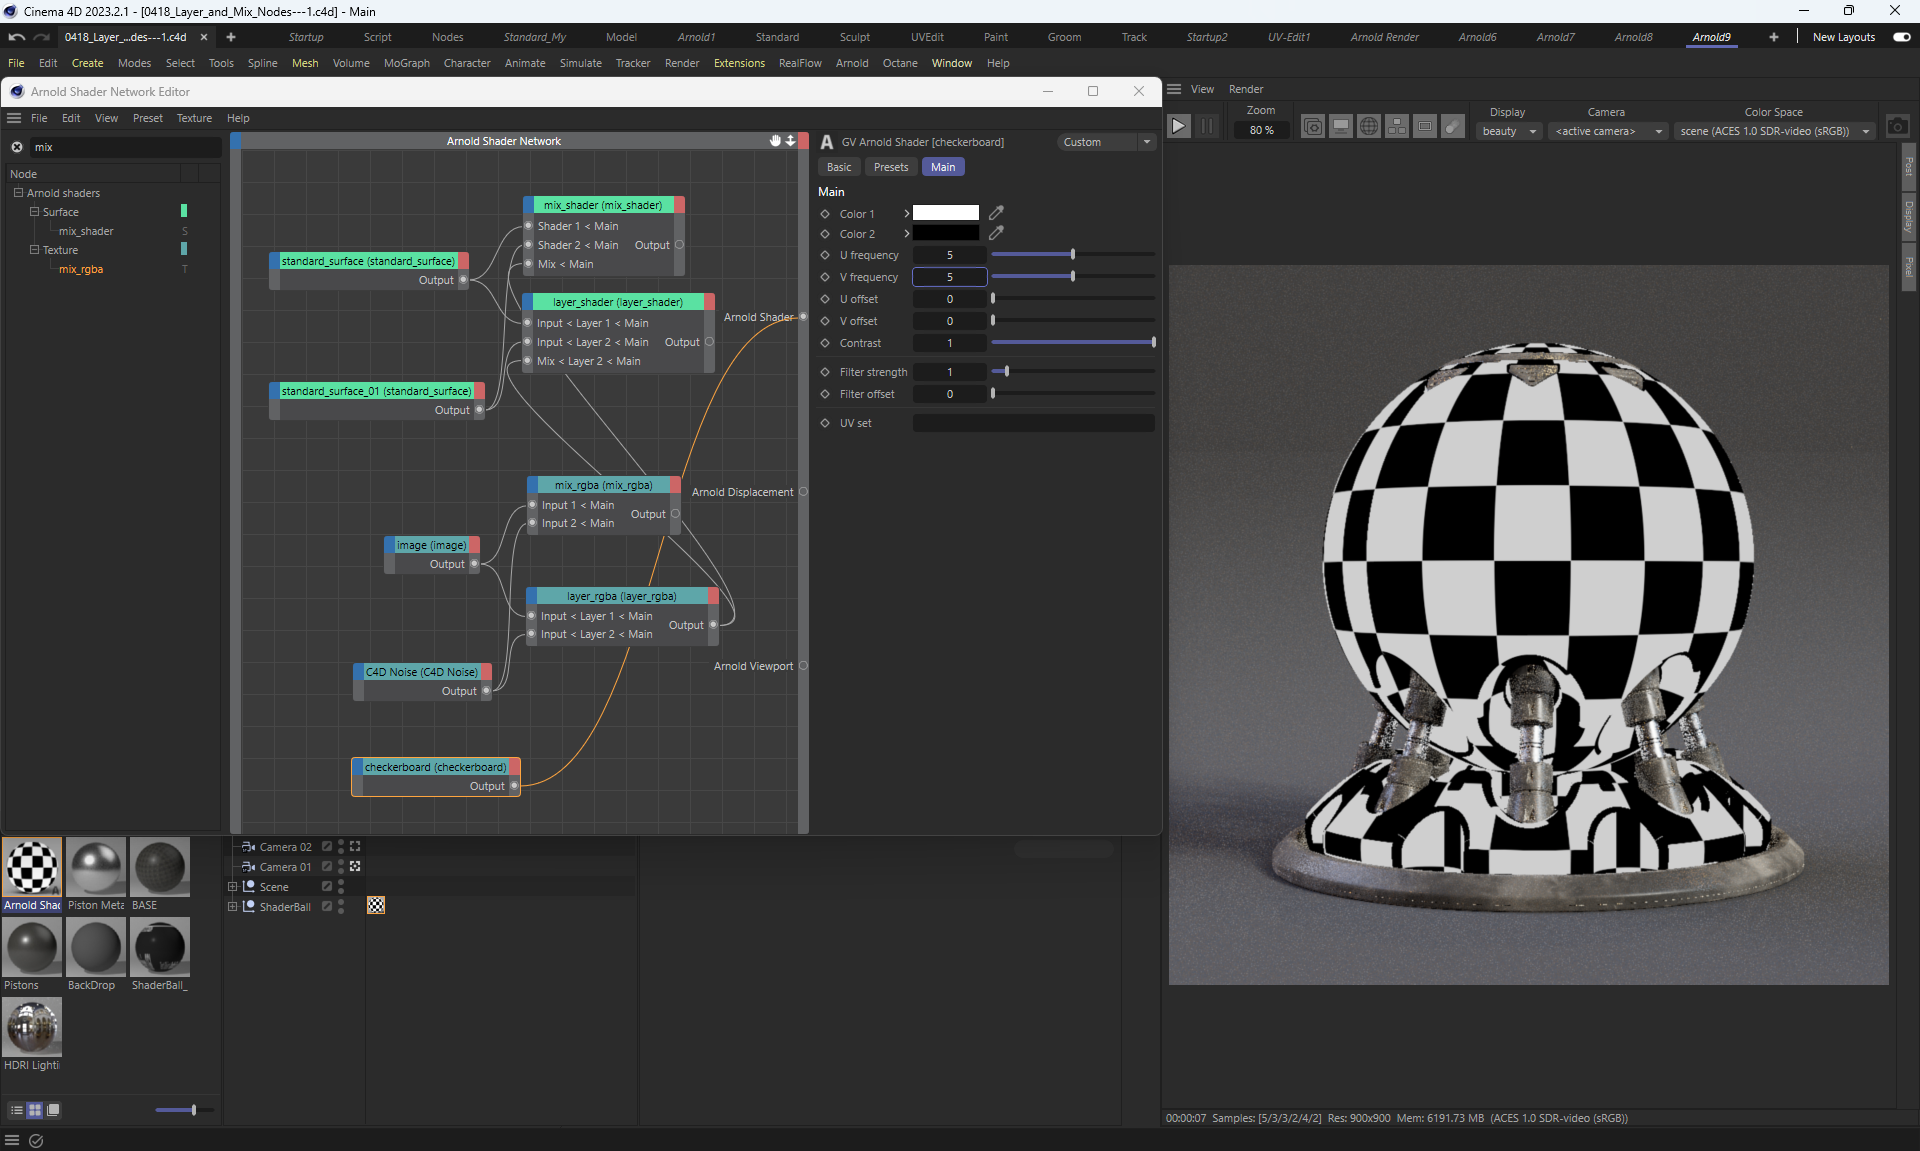 Cinema 4D 2023.2.1 - [0418_Layer_and_Mix_Nodes---1.c4d] - Main
0418_Layer_...des---1.c4d
Startup Script Nodes Standard_My Model Arnold1 Standard Sculpt UVEdit Paint Groom Track Startup2 UV-Edit1 Arnold Render Arnold6 Arnold7 Arnold8 Arnold9 New Layouts
File Edit Create Modes Select Tools Spline Mesh Volume MoGraph Character Animate Simulate Tracker Render Extensions RealFlow Arnold Octane Window Help
Arnold Shader Network Editor
File Edit View Preset Texture Help
mix
Node
Arnold shaders
Surface
mix_shader S
Texture
mix_rgba T
Arnold Shader Network
mix_shader (mix_shader)
Shader 1 < Main
Shader 2 < Main Output
Mix < Main
standard_surface (standard_surface)
Output
layer_shader (layer_shader)
Input < Layer 1 < Main
Input < Layer 2 < Main Output
Mix < Layer 2 < Main
Arnold Shader
standard_surface_01 (standard_surface)
Output
mix_rgba (mix_rgba)
Input 1 < Main
Output
Input 2 < Main
Arnold Displacement
image (image)
Output
layer_rgba (layer_rgba)
Input < Layer 1 < Main
Output
Input < Layer 2 < Main
Arnold Viewport
C4D Noise (C4D Noise)
Output
checkerboard (checkerboard)
Output
GV Arnold Shader [checkerboard]
Custom
Basic Presets Main
Main
Color 1
Color 2
U frequency 5
V frequency 5
U offset 0
V offset 0
Contrast 1
Filter strength 1
Filter offset 0
UV set
View Render
Zoom Display Camera Color Space
80 % beauty <active camera> scene (ACES 1.0 SDR-video (sRGB))
Post
Display
Pixel
Camera 02
Camera 01
Scene
ShaderBall
Arnold Shad
Piston Meta
BASE
Pistons
BackDrop
ShaderBall_
HDRI Lighti
00:00:07 Samples: [5/3/3/2/4/2] Res: 900x900 Mem: 6191.73 MB (ACES 1.0 SDR-video (sRGB))